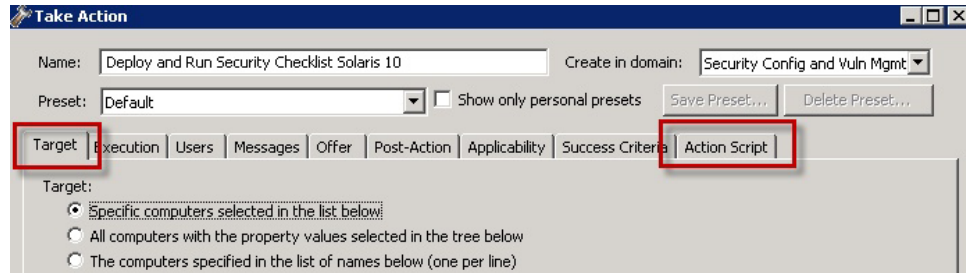 Take Action
Name: Deploy and Run Security Checklist Solaris 10 Create in domain: Security Config and Vuln Mgmt
Preset: Default Show only personal presets Save Preset... Delete Preset...
Target Execution Users Messages Offer Post-Action Applicability Success Criteria Action Script
Target:
Specific computers selected in the list below
All computers with the property values selected in the tree below
The computers specified in the list of names below (one per line)